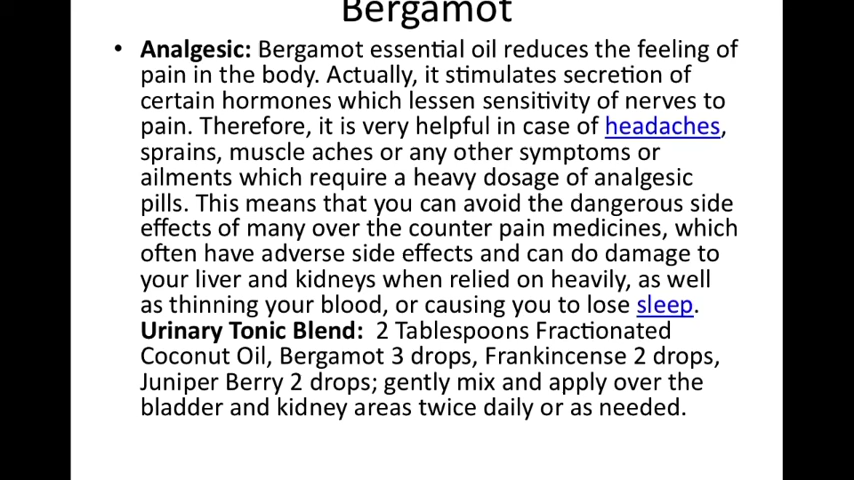 Bergamot
• Analgesic: Bergamot essential oil reduces the feeling of
pain in the body. Actually, it stimulates secretion of
certain hormones which lessen sensitivity of nerves to
pain. Therefore, it is very helpful in case of headaches,
sprains, muscle aches or any other symptoms or
ailments which require a heavy dosage of analgesic
pills. This means that you can avoid the dangerous side
effects of many over the counter pain medicines, which
often have adverse side effects and can do damage to
your liver and kidneys when relied on heavily, as well
as thinning your blood, or causing you to lose sleep.
Urinary Tonic Blend: 2 Tablespoons Fractionated
Coconut Oil, Bergamot 3 drops, Frankincense 2 drops,
Juniper Berry 2 drops; gently mix and apply over the
bladder and kidney areas twice daily or as needed.